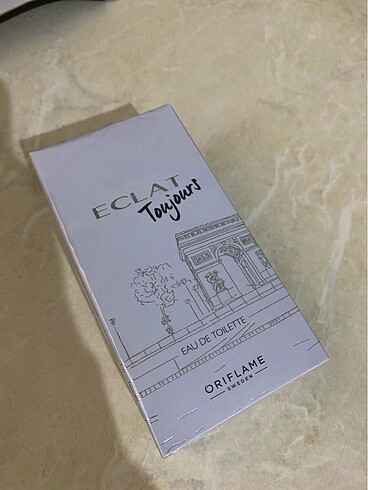 ECLAT
Toujours
EAU DE TOILETTE
ORIFLAME
SWEDEN